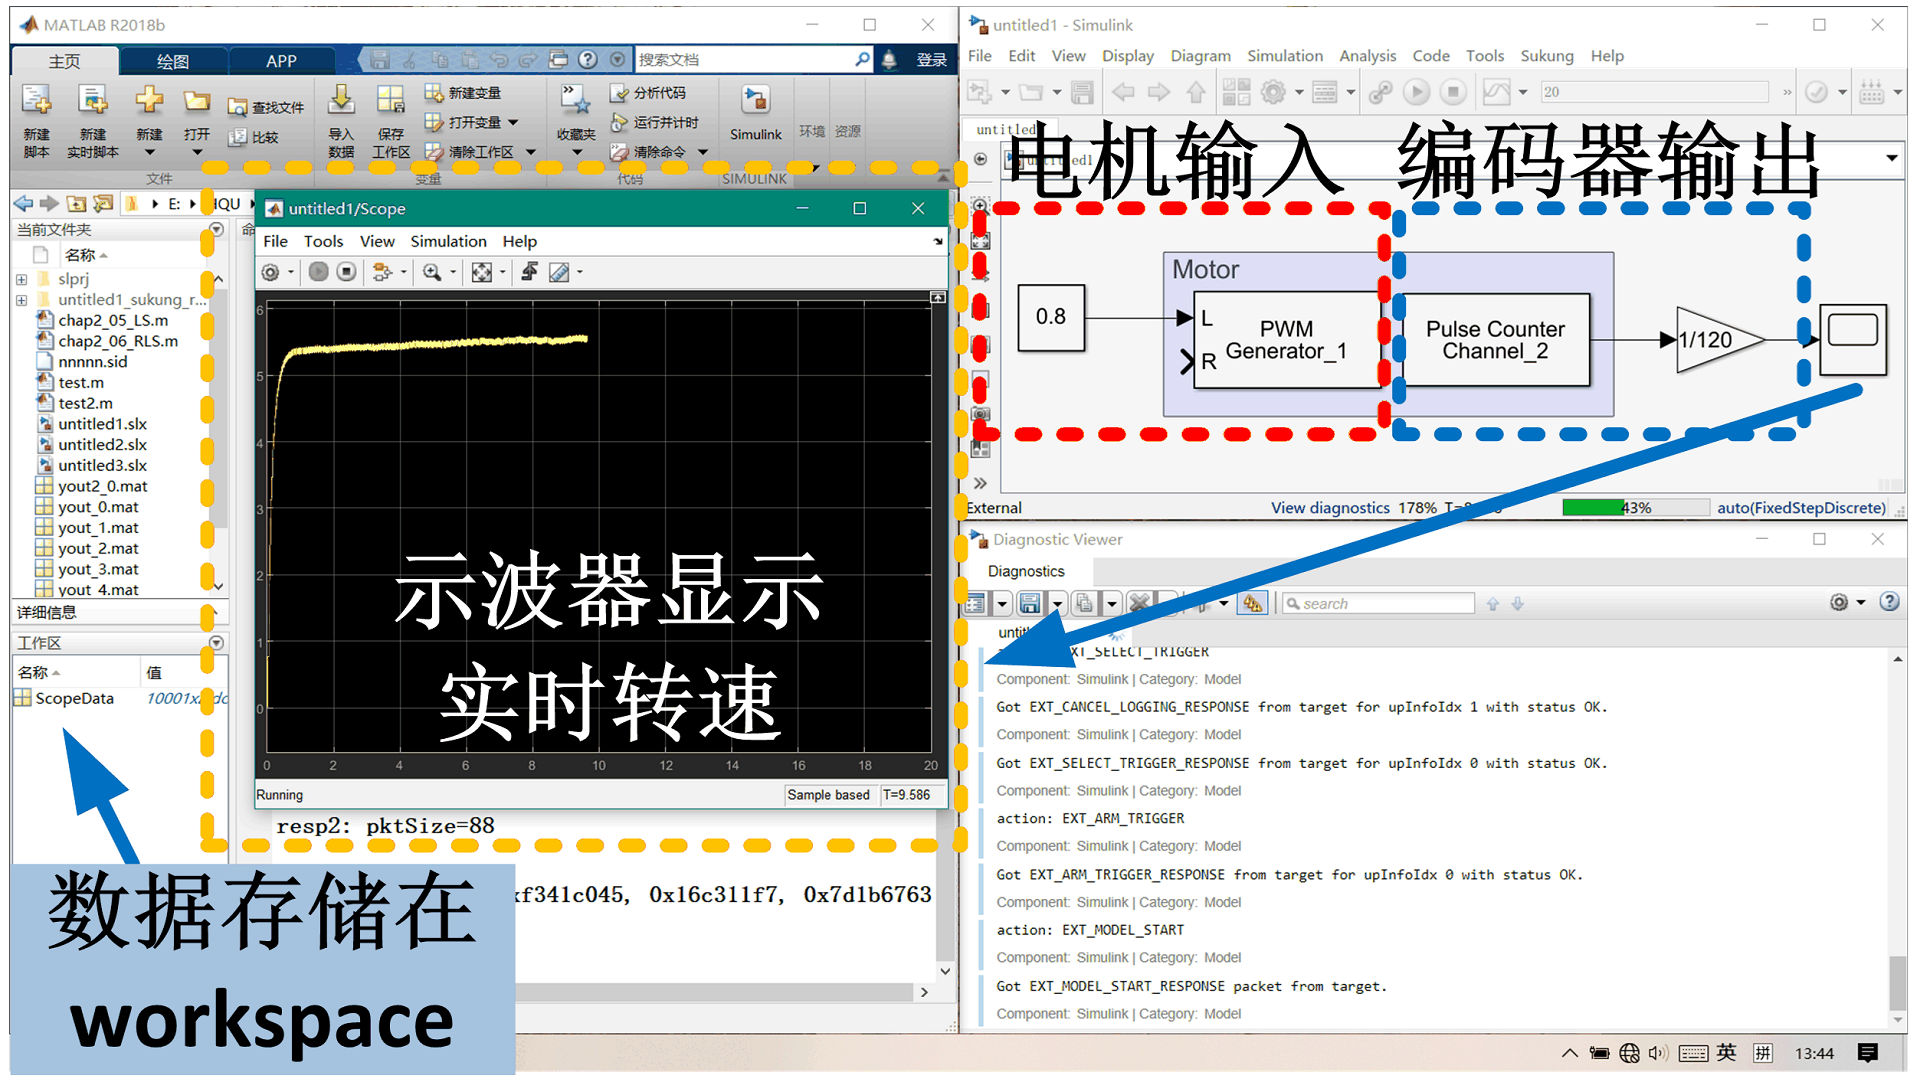 MATLAB R2018b
主页 绘图 APP
搜索文档
登录
新建
脚本
新建
实时脚本
新建
打开
查找文件
比较
导入
数据
保存
工作区
新建变量
打开变量
清除工作区
收藏夹
分析代码
运行并计时
清除命令
Simulink
环境 资源
文件 变量 代码 SIMULINK
E: HQU
当前文件夹
名称
slprj
untitled1_sukung_r...
chap2_05_LS.m
chap2_06_RLS.m
nnnnn.sid
test.m
test2.m
untitled1.slx
untitled2.slx
untitled3.slx
yout2_0.mat
yout_0.mat
yout_1.mat
yout_2.mat
yout_3.mat
yout_4.mat
详细信息
工作区
名称 值
ScopeData
数据存储在
workspace
untitled1/Scope
File Tools View Simulation Help
6
5
4
3
2
1
0
0 2 4 6 8 10 12 14 16 18 20
示波器显示
实时转速
Running Sample based T=9.586
resp2: pktSize=88
xf341c045, 0x16c311f7, 0x7d1b6763
untitled1 - Simulink
File Edit View Display Diagram Simulation Analysis Code Tools Sukung Help
20
电机输入 编码器输出
Motor
0.8
L
R
PWM
Generator_1
Pulse Counter
Channel_2
1/120
External View diagnostics 178% 43% auto(FixedStepDiscrete)
Diagnostic Viewer
Diagnostics
search
EXT_SELECT_TRIGGER
Component: Simulink | Category: Model
Got EXT_CANCEL_LOGGING_RESPONSE from target for upInfoIdx 1 with status OK.
Component: Simulink | Category: Model
Got EXT_SELECT_TRIGGER_RESPONSE from target for upInfoIdx 0 with status OK.
Component: Simulink | Category: Model
action: EXT_ARM_TRIGGER
Component: Simulink | Category: Model
Got EXT_ARM_TRIGGER_RESPONSE from target for upInfoIdx 0 with status OK.
Component: Simulink | Category: Model
action: EXT_MODEL_START
Component: Simulink | Category: Model
Got EXT_MODEL_START_RESPONSE packet from target.
Component: Simulink | Category: Model
英 拼 13:44